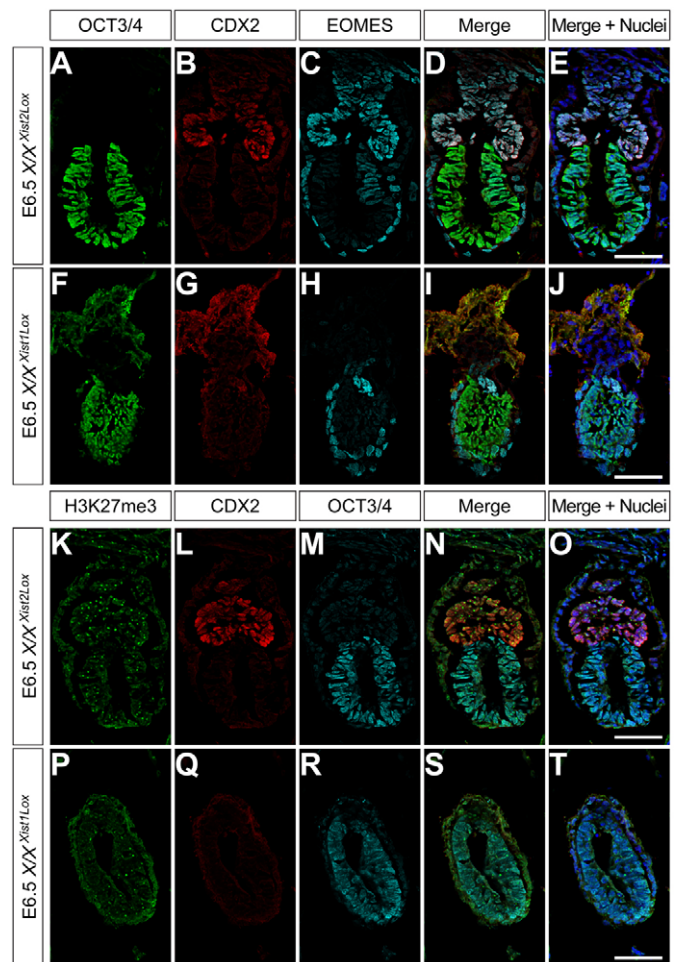 OCT3/4 CDX2 EOMES Merge Merge + Nuclei
E6.5 X/X^Xist2Lox
A B C D E
E6.5 X/X^Xist1Lox
F G H I J
H3K27me3 CDX2 OCT3/4 Merge Merge + Nuclei
E6.5 X/X^Xist2Lox
K L M N O
E6.5 X/X^Xist1Lox
P Q R S T